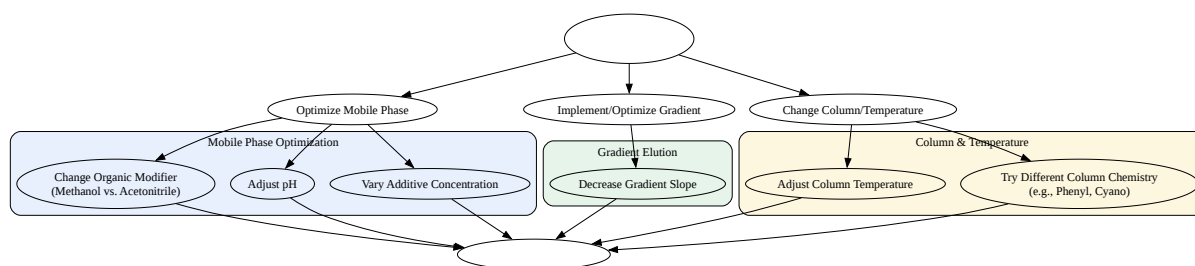 Optimize Mobile Phase
Implement/Optimize Gradient
Change Column/Temperature
Mobile Phase Optimization
Gradient Elution
Column & Temperature
Change Organic Modifier
(Methanol vs. Acetonitrile)
Adjust pH
Vary Additive Concentration
Decrease Gradient Slope
Adjust Column Temperature
Try Different Column Chemistry
(e.g., Phenyl, Cyano)